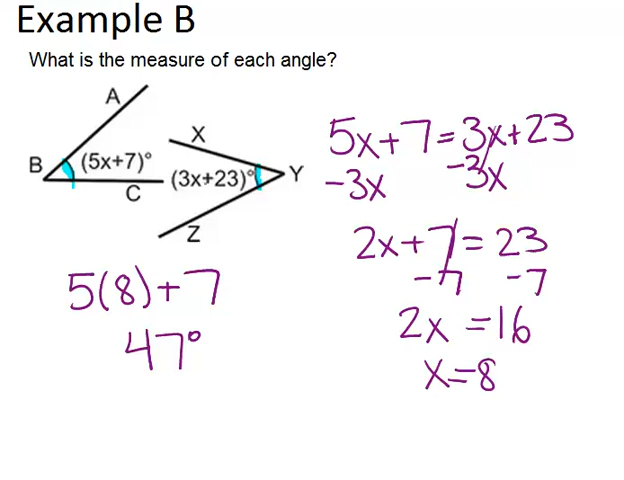 Example B
What is the measure of each angle?
A
B
(5x+7)°
C
X
(3x+23)°
Y
Z
5x+7=3x+23
-3x -3x
2x+7=23
-7 -7
2x =16
x=8
5(8)+7
47°